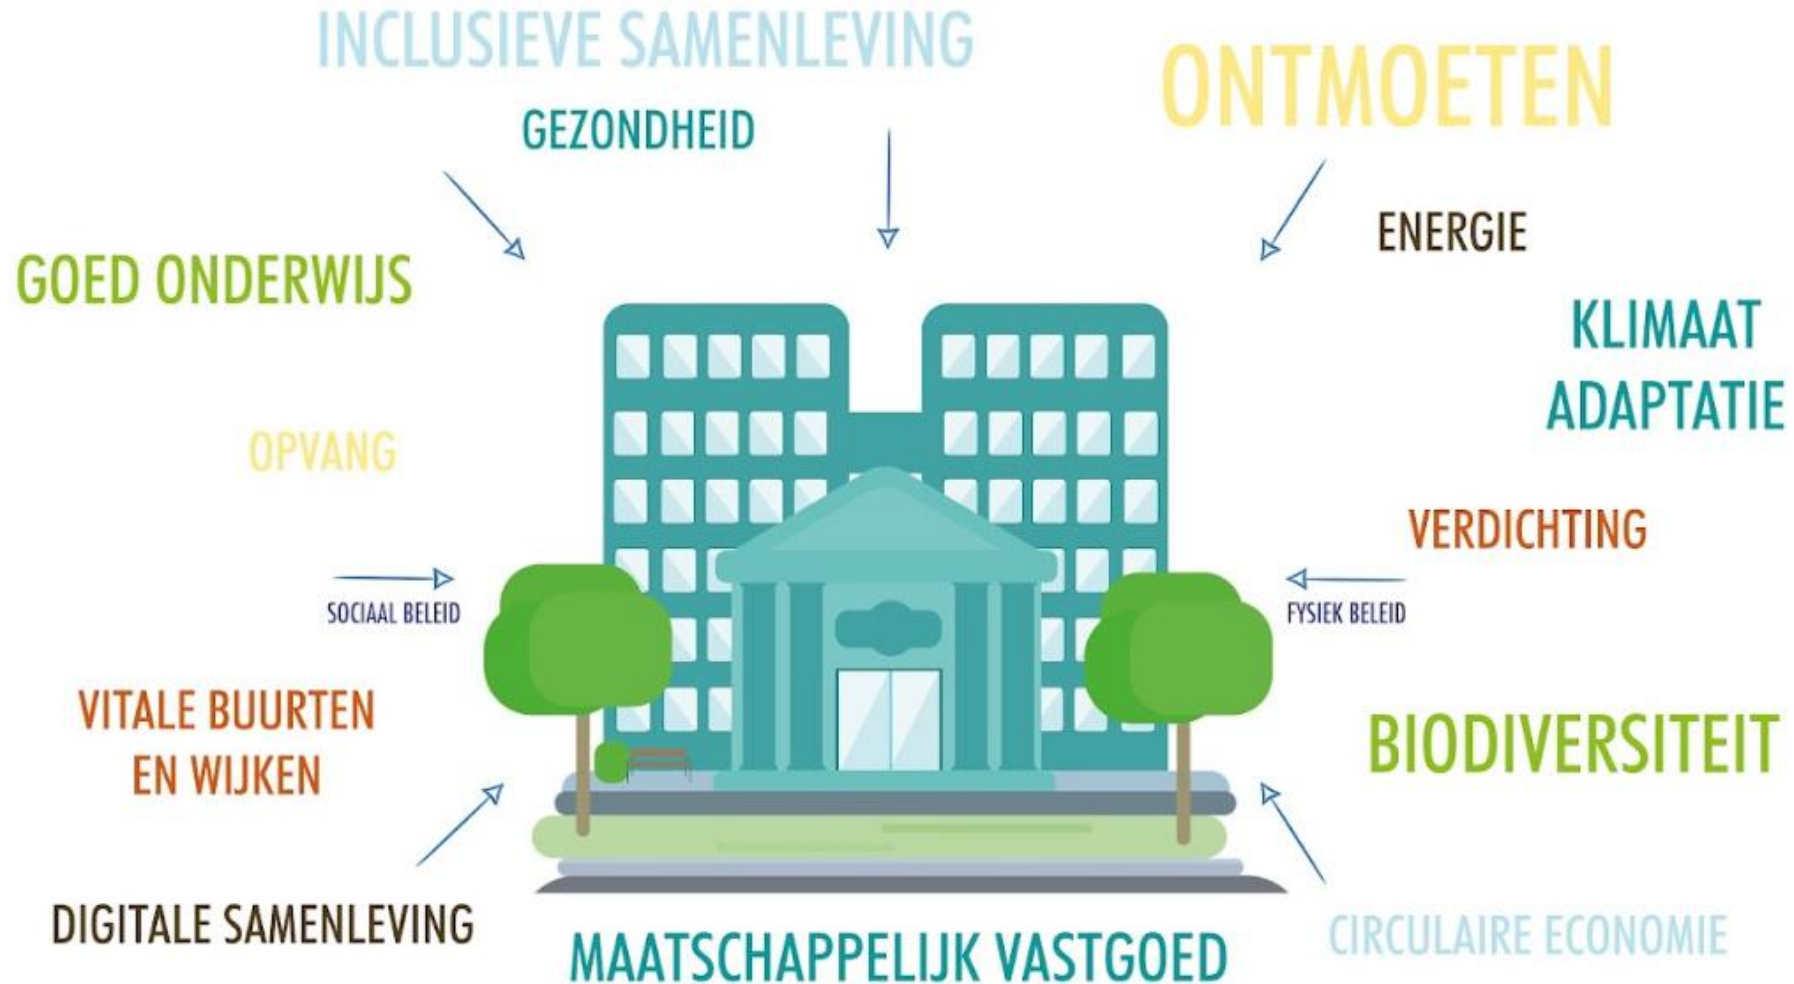 INCLUSIEVE SAMENLEVING
ONTMOETEN
GEZONDHEID
ENERGIE
GOED ONDERWIJS
KLIMAAT
ADAPTATIE
OPVANG
VERDICHTING
SOCIAAL BELEID
FYSIEK BELEID
VITALE BUURTEN
EN WIJKEN
BIODIVERSITEIT
DIGITALE SAMENLEVING
MAATSCHAPPELIJK VASTGOED
CIRCULAIRE ECONOMIE